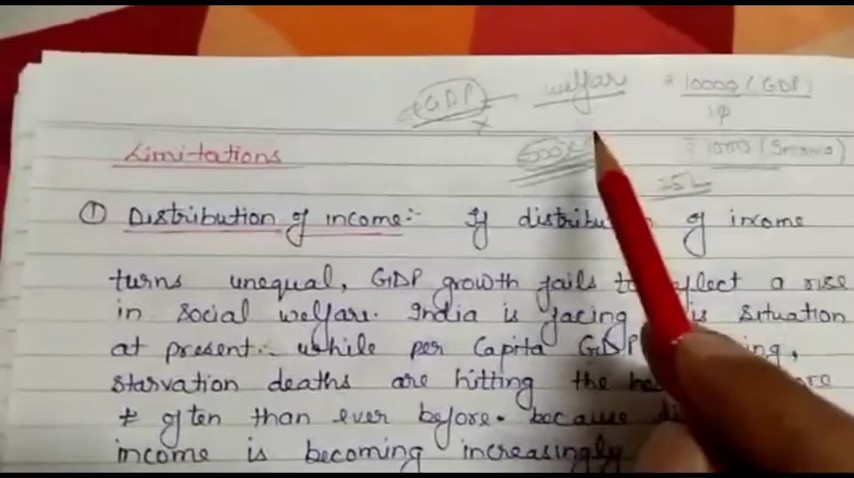 GDP welfare = 10000 (GDP)
Limitations
= 1000 (
① Distribution of income:- If of income
turns unequal, GDP growth fails to reflect a rise
in social welfare. India is facing situation
at present. while per Capita GDP
starvation deaths are hitting the
often than ever before. because
income is becoming increasingly